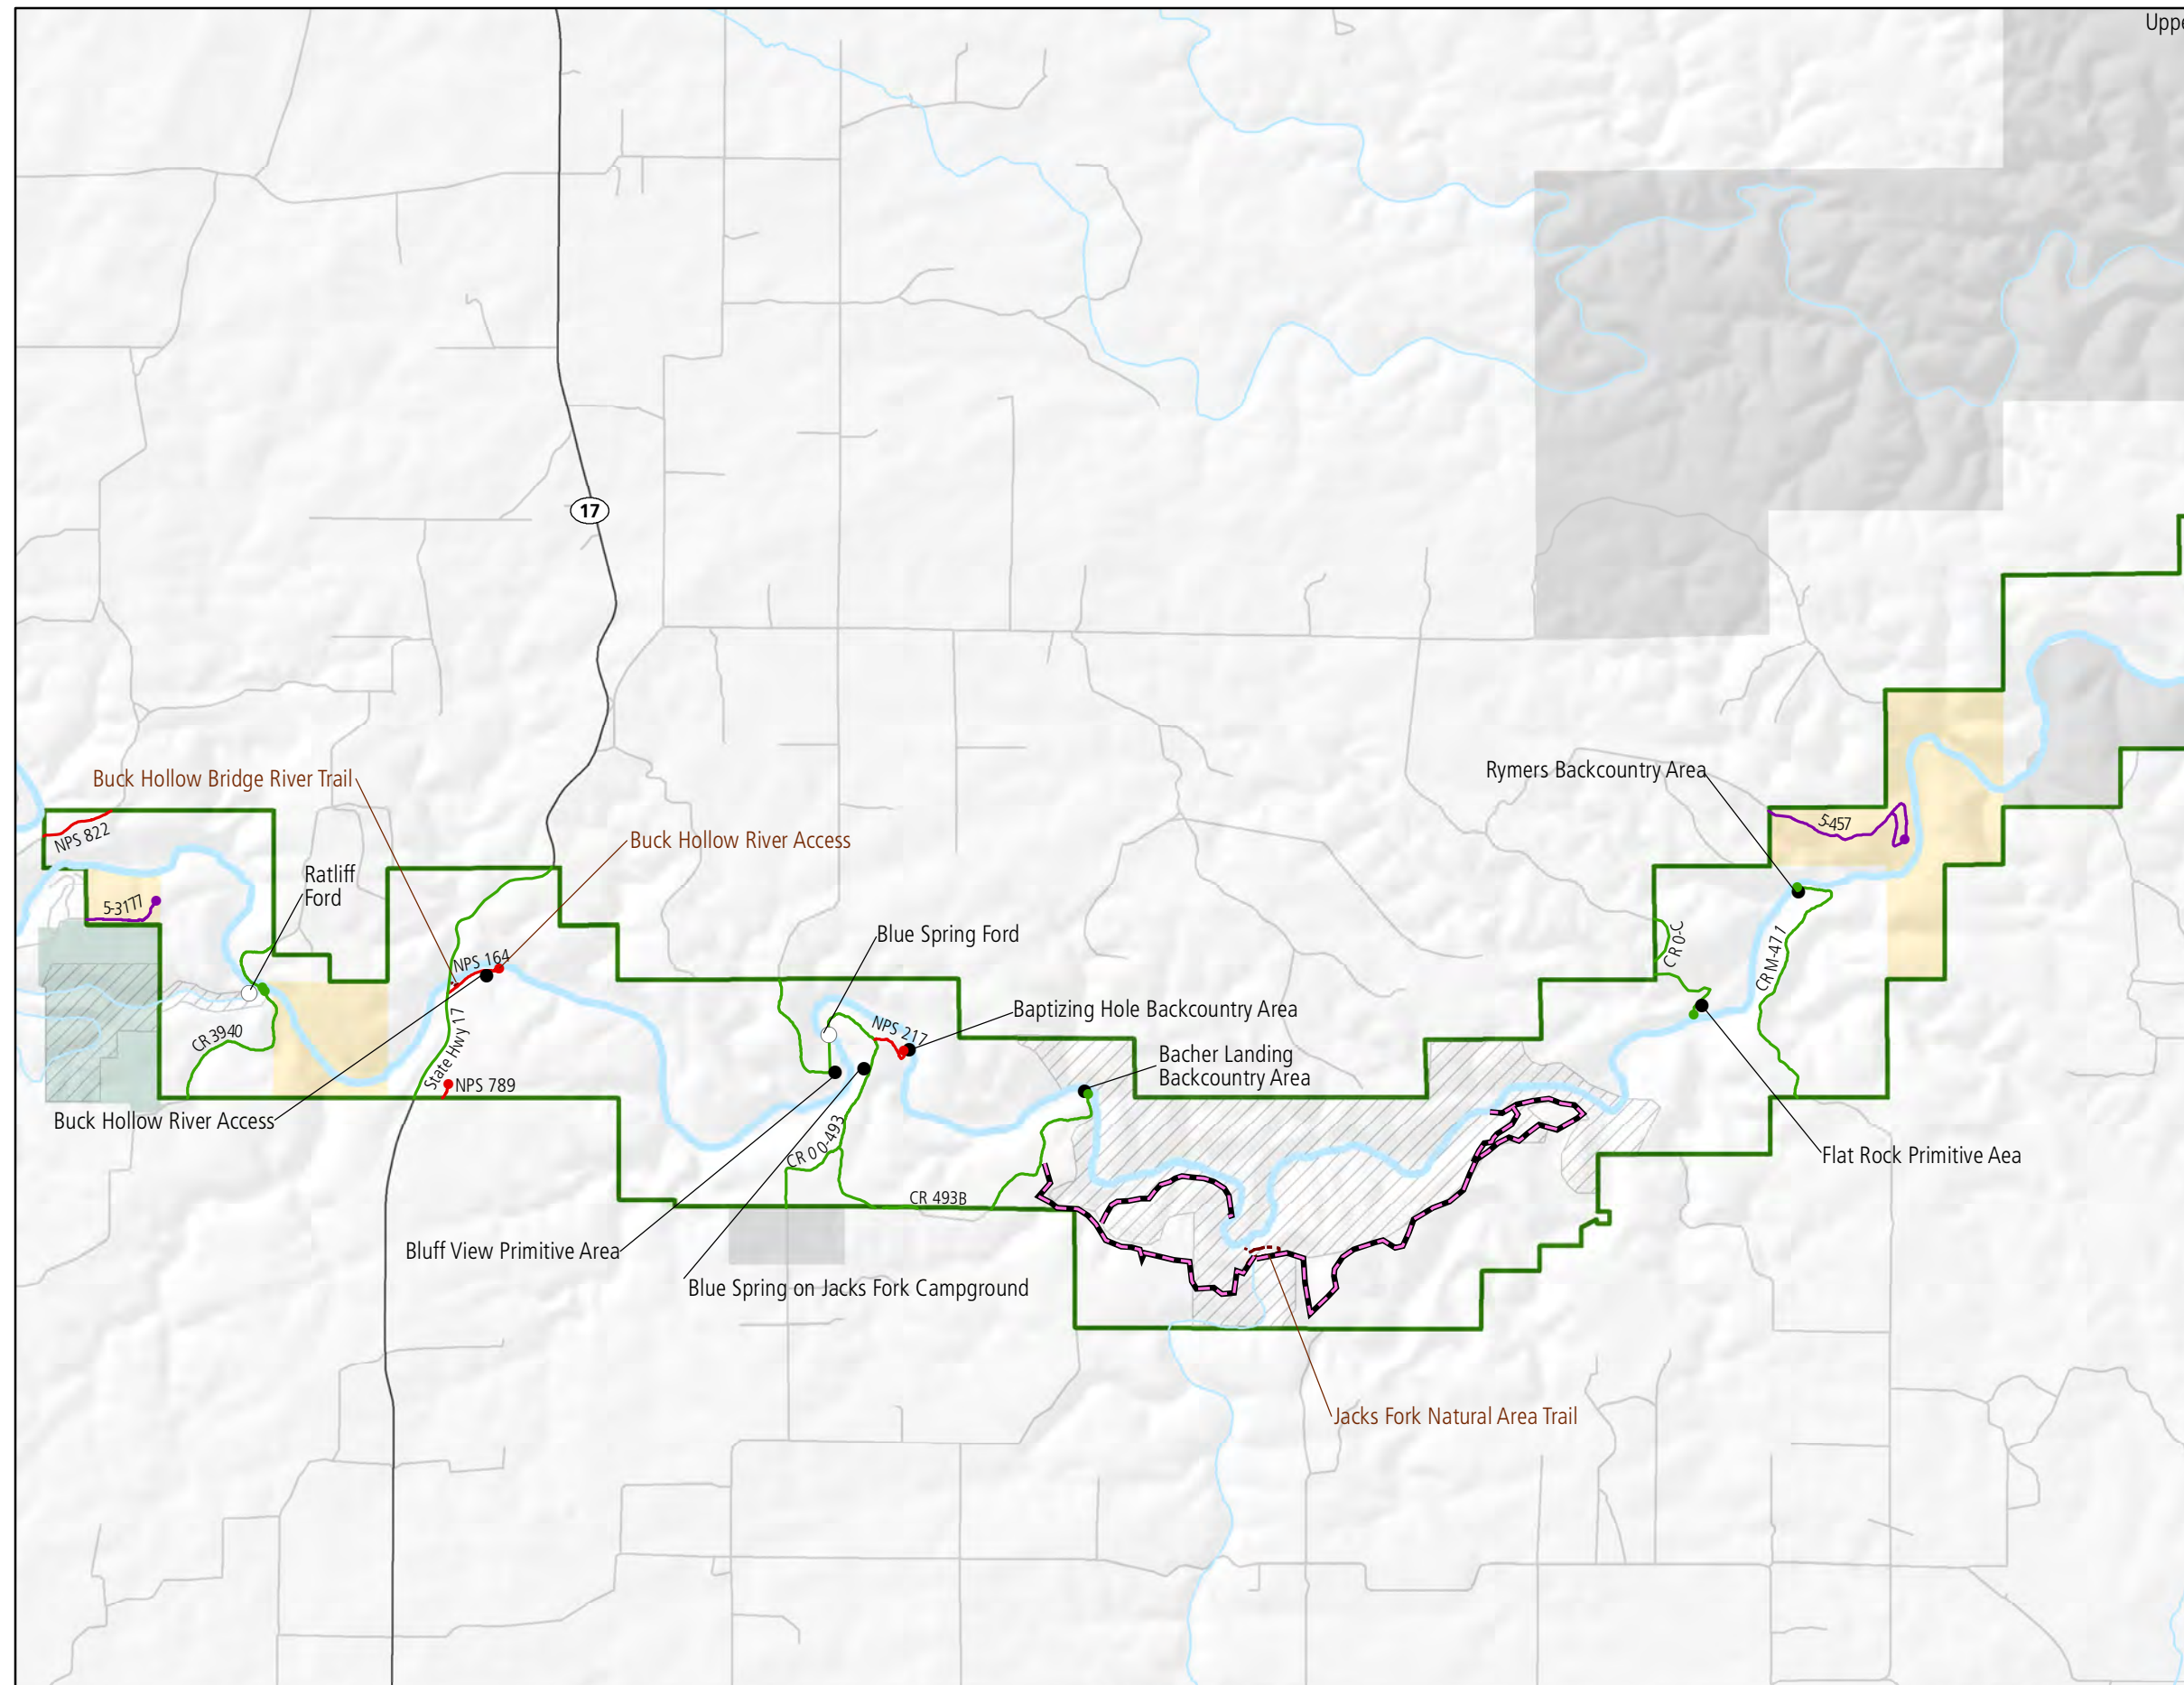 Uppe
17
Rymers Backcountry Area
Buck Hollow Bridge River Trail
5-457
NPS 822
Buck Hollow River Access
Ratliff
Ford
5-3177
Blue Spring Ford
CR 0-C
CR M-471
NPS 164
Baptizing Hole Backcountry Area
NPS 217
CR 3940
State Hwy 17
Bacher Landing
Backcountry Area
NPS 789
Buck Hollow River Access
CR 0 0-493
Flat Rock Primitive Aea
CR 493B
Bluff View Primitive Area
Blue Spring on Jacks Fork Campground
Jacks Fork Natural Area Trail